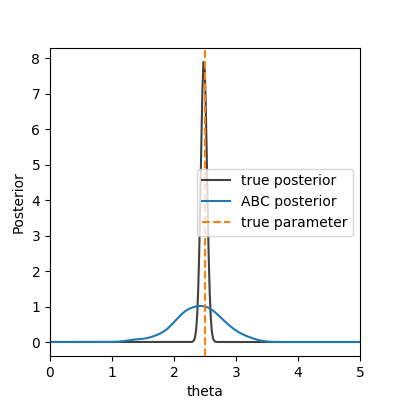 8
7
6
5
4
3
2
1
0
Posterior
true posterior
ABC posterior
true parameter
0 1 2 3 4 5
theta